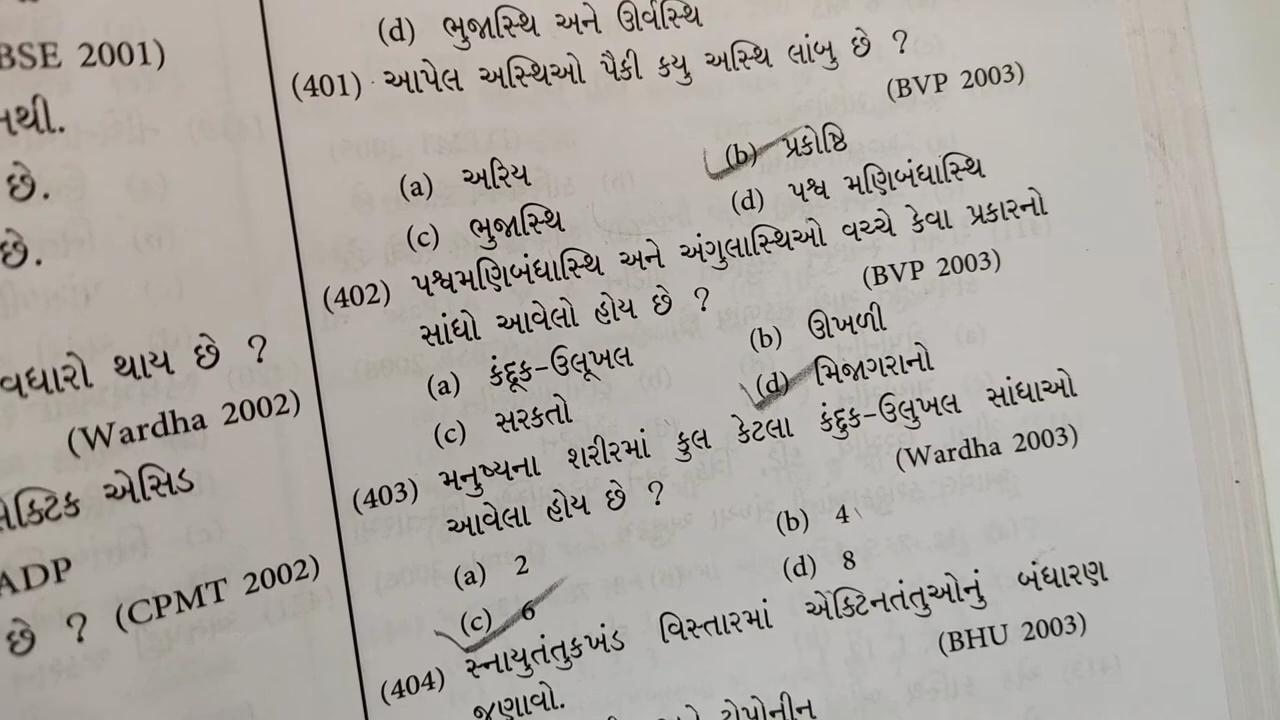 BSE 2001)
નથી.
છે.
છે.
વધારો થાય છે ?
(Wardha 2002)
એસિડ
ADP
છે ? (CPMT 2002)
(d) ભુજાસ્થિ અને ઊર્વસ્થિ
(401) આપેલ અસ્થિઓ પૈકી કયુ અસ્થિ લાંબુ છે ?
(BVP 2003)
(a) અરિય (b) પ્રકોષ્ઠિ
(c) ભુજાસ્થિ (d) પશ્વ મણિબંધાસ્થિ
(402) પશ્વમણિબંધાસ્થિ અને અંગુલાસ્થિઓ વચ્ચે કેવા પ્રકારનો
સાંધો આવેલો હોય છે ? (BVP 2003)
(a) કંદૂક-ઉલૂખલ (b) ઊખળી
(c) સરકતો (d) મિજાગરાનો
(403) મનુષ્યના શરીરમાં કુલ કેટલા કંદુક-ઉલુખલ સાંધાઓ
આવેલા હોય છે ? (Wardha 2003)
(a) 2 (b) 4
(c) 6 (d) 8
(404) સ્નાયુતંતુકખંડ વિસ્તારમાં એક્ટિનતંતુઓનું બંધારણ
જણાવો. (BHU 2003)
ટ્રોપોનીન